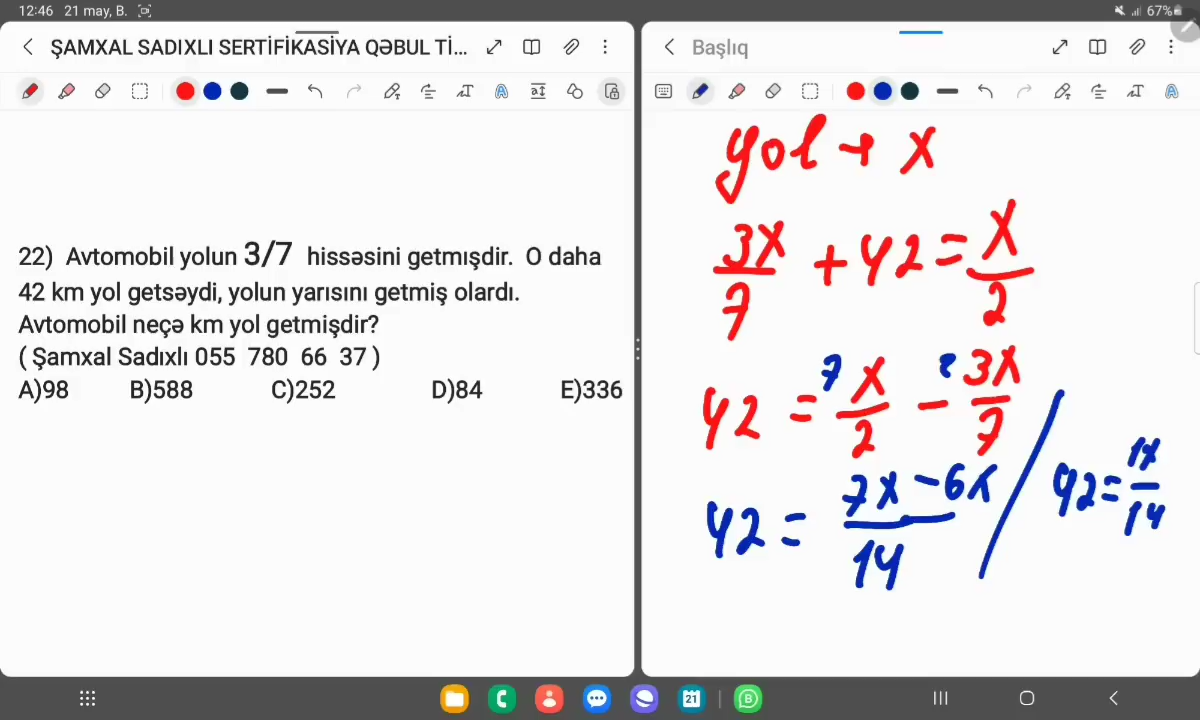 12:46 21 may, B. 67%
ŞAMXAL SADIXLI SERTİFİKASİYA QƏBUL Tİ...
Başlıq
22) Avtomobil yolun 3/7 hissəsini getmışdir. O daha
42 km yol getsəydi, yolun yarısını getmiş olardı.
Avtomobil neçə km yol getmişdir?
( Şamxal Sadıxlı 055 780 66 37 )
A)98 B)588 C)252 D)84 E)336
yol → x
3x/7 + 42 = x/2
42 = 7 x/2 - 2 3x/7
42 = 7x - 6x/14 / 42 = 1x/14
21